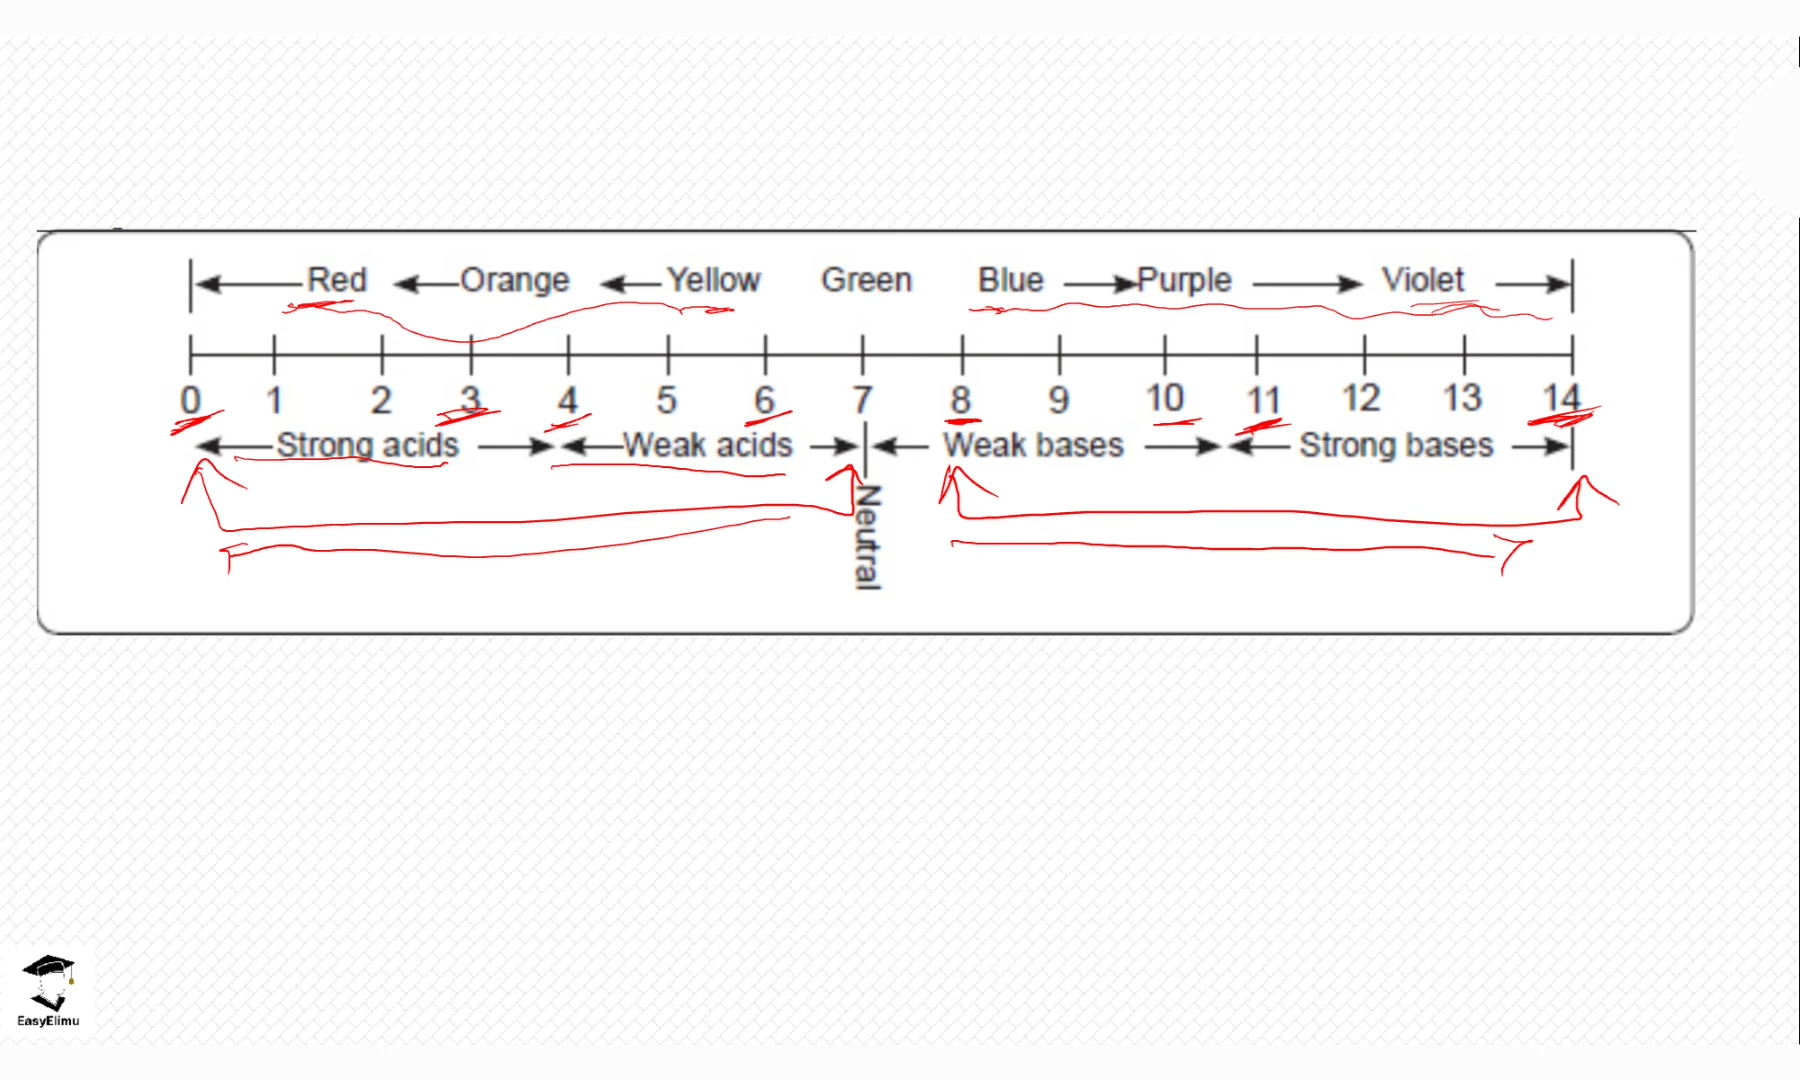 Red Orange Yellow Green Blue Purple Violet
0 1 2 3 4 5 6 7 8 9 10 11 12 13 14
Strong acids Weak acids Weak bases Strong bases
Neutral
EasyElimu